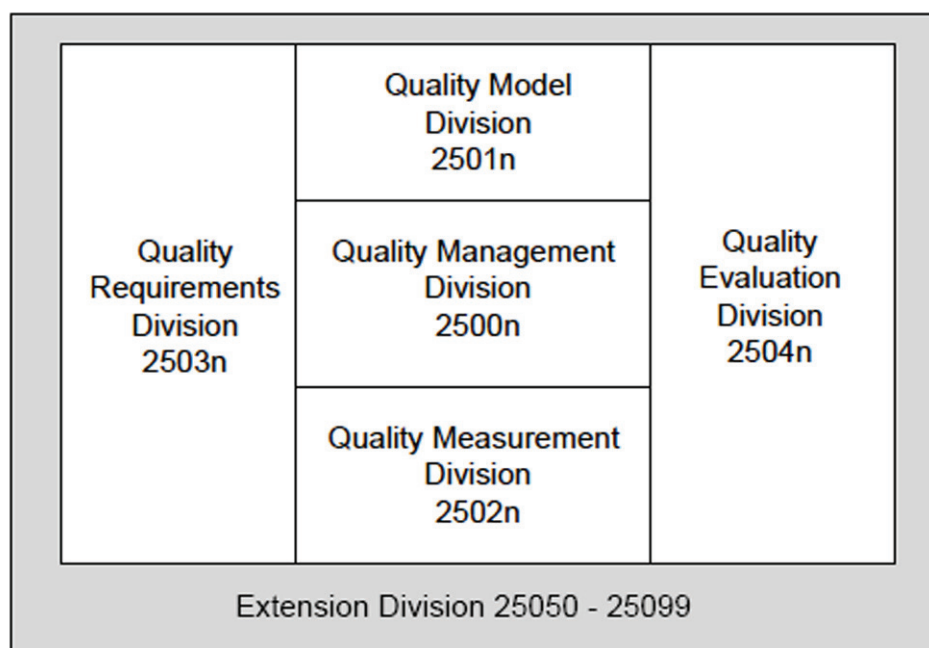 Quality Model
Division
2501n
Quality
Requirements
Division
2503n
Quality Management
Division
2500n
Quality
Evaluation
Division
2504n
Quality Measurement
Division
2502n
Extension Division 25050 - 25099